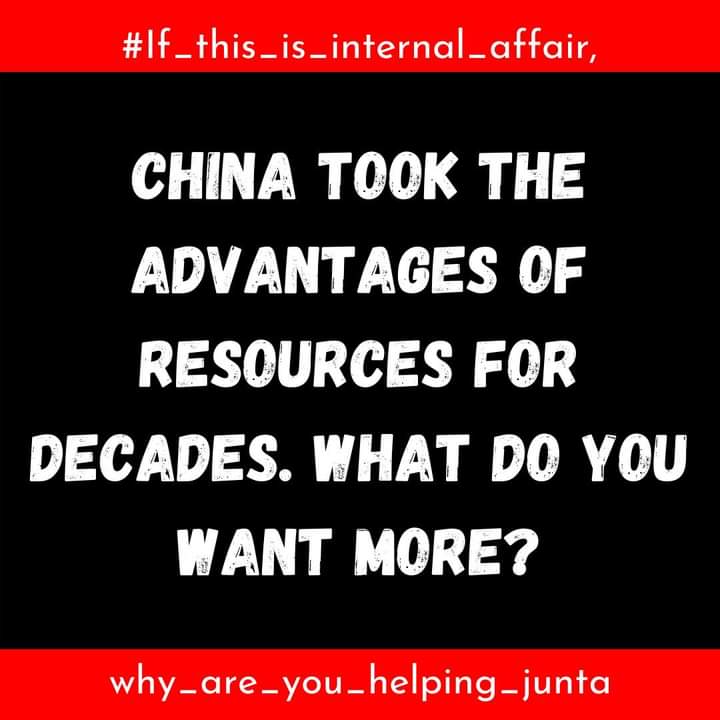 #If_this_is_internal_affair,
CHINA TOOK THE
ADVANTAGES OF
RESOURCES FOR
DECADES. WHAT DO YOU
WANT MORE?
why_are_you_helping_junta